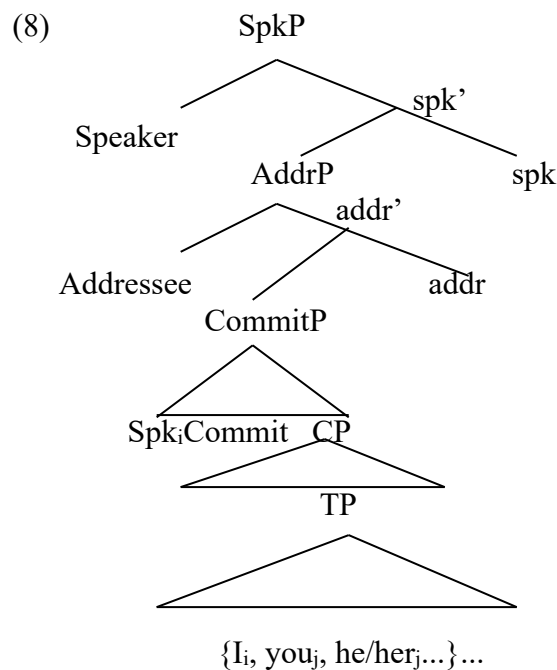 (8) SpkP
spk’
Speaker
AddrP spk
addr’
Addressee addr
CommitP
SpkᵢCommit CP
TP
{Iᵢ, youⱼ, he/herⱼ...}...